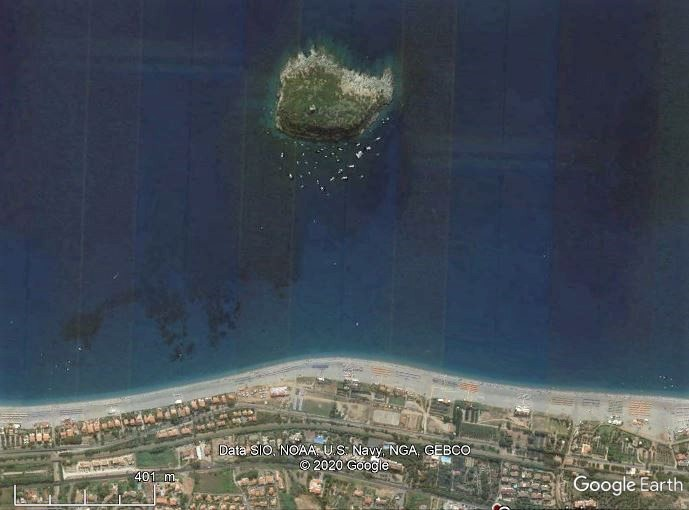 Data SIO, NOAA, U.S. Navy, NGA, GEBCO
© 2020 Google
401 m
Google Earth